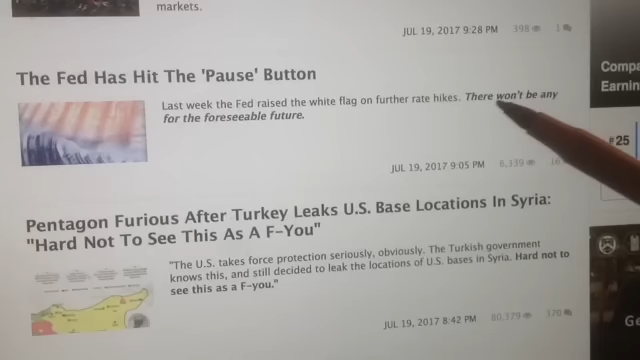 markets.
JUL 19, 2017 9:28 PM 398 1
The Fed Has Hit The 'Pause' Button
Last week the Fed raised the white flag on further rate hikes. There won't be any
for the foreseeable future.
JUL 19, 2017 9:05 PM 6,339
Pentagon Furious After Turkey Leaks U.S. Base Locations In Syria:
"Hard Not To See This As A F-You"
"The U.S. takes force protection seriously, obviously. The Turkish government
knows this, and still decided to leak the locations of U.S. bases in Syria. Hard not to
see this as a F-you."
JUL 19, 2017 8:42 PM 80,379 370
Compa
Earnin
#25
M
Ge